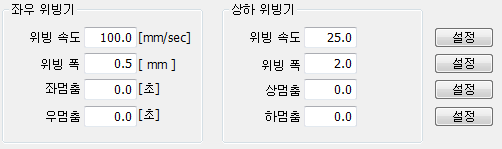 좌우 위빙기 상하 위빙기
위빙 속도 100.0 [mm/sec] 위빙 속도 25.0 설정
위빙 폭 0.5 [ mm ] 위빙 폭 2.0 설정
좌멈춤 0.0 [초] 상멈춤 0.0 설정
우멈춤 0.0 [초] 하멈춤 0.0 설정